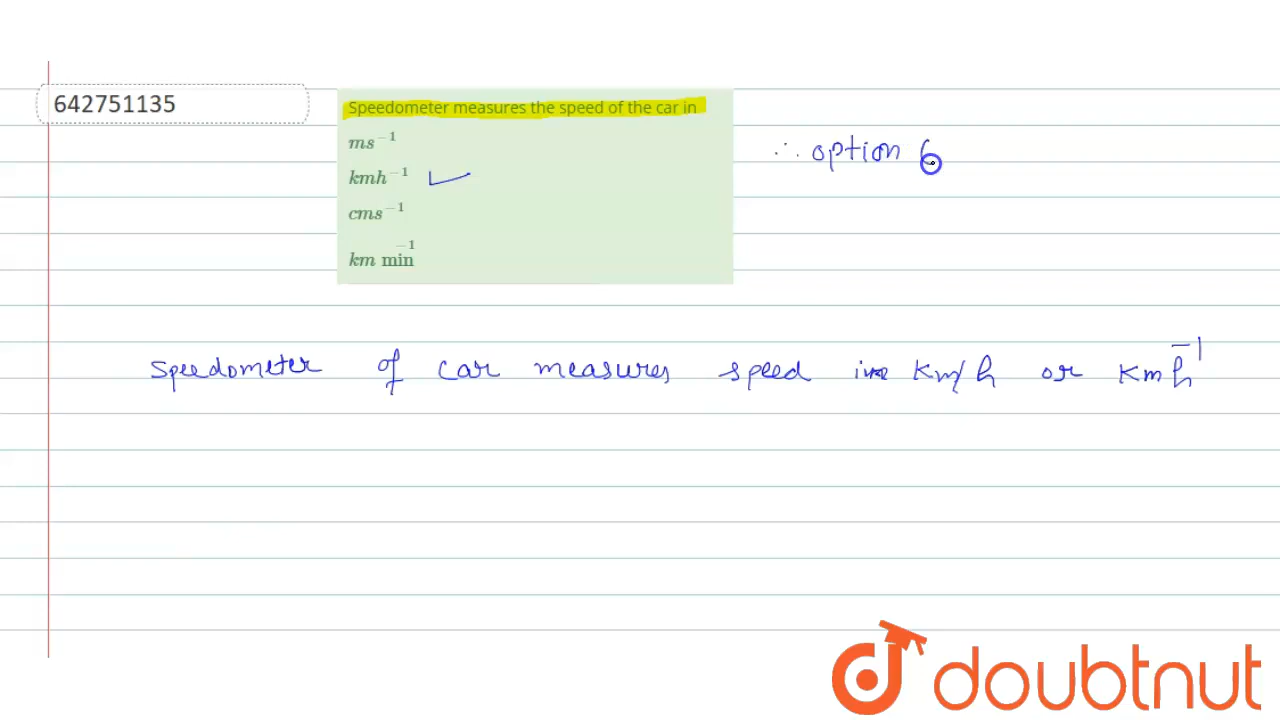 642751135
Speedometer measures the speed of the car in
ms⁻¹
kmh⁻¹
cms⁻¹
km min⁻¹
∴ option
speedometer of car measures speed in km/h or kmh⁻¹
doubtnut